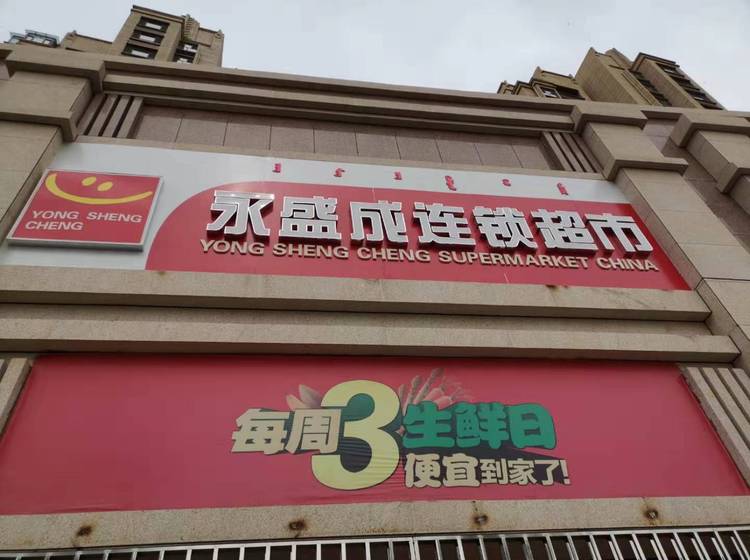 YONG SHENG
CHENG
永盛成连锁超市
YONG SHENG CHENG SUPERMARKET CHINA
每周3生鲜日
便宜到家了!